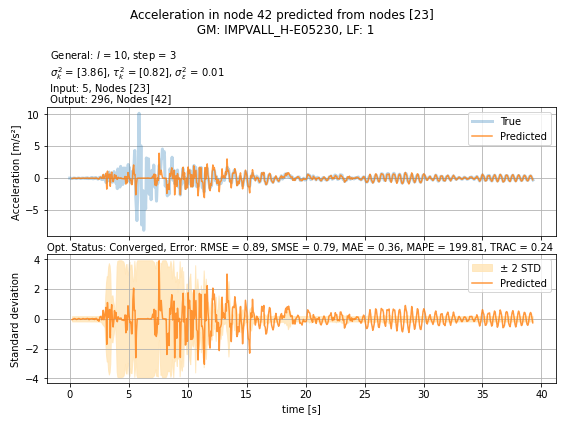 Acceleration in node 42 predicted from nodes [23]
GM: IMPVALL_H-E05230, LF: 1
General: l = 10, step = 3
σ²ₖ = [3.86], τ²ₖ = [0.82], σ²ε = 0.01
Input: 5, Nodes [23]
Output: 296, Nodes [42]
Acceleration [m/s²]
10
5
0
−5
True
Predicted
Opt. Status: Converged, Error: RMSE = 0.89, SMSE = 0.79, MAE = 0.36, MAPE = 199.81, TRAC = 0.24
Standard deviation
4
2
0
−2
−4
± 2 STD
Predicted
0 5 10 15 20 25 30 35 40
time [s]